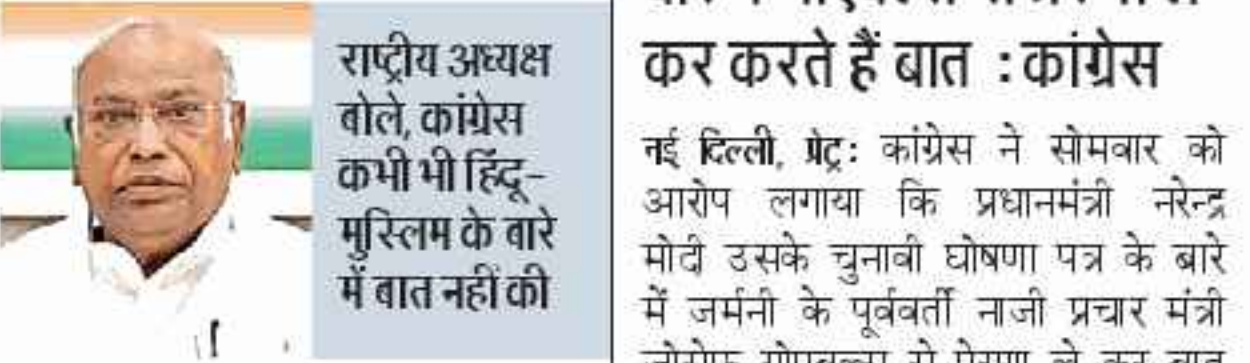 राष्ट्रीय अध्यक्ष
बोले, कांग्रेस
कभी भी हिंदू-
मुस्लिम के बारे
में बात नहीं की
कर करते हैं बात : कांग्रेस
नई दिल्ली, प्रेट्र: कांग्रेस ने सोमवार को
आरोप लगाया कि प्रधानमंत्री नरेन्द्र
मोदी उसके चुनावी घोषणा पत्र के बारे
में जर्मनी के पूर्ववर्ती नाजी प्रचार मंत्री